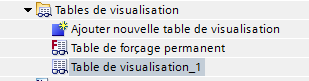 Tables de visualisation
Ajouter nouvelle table de visualisation
Table de forçage permanent
Table de visualisation_1